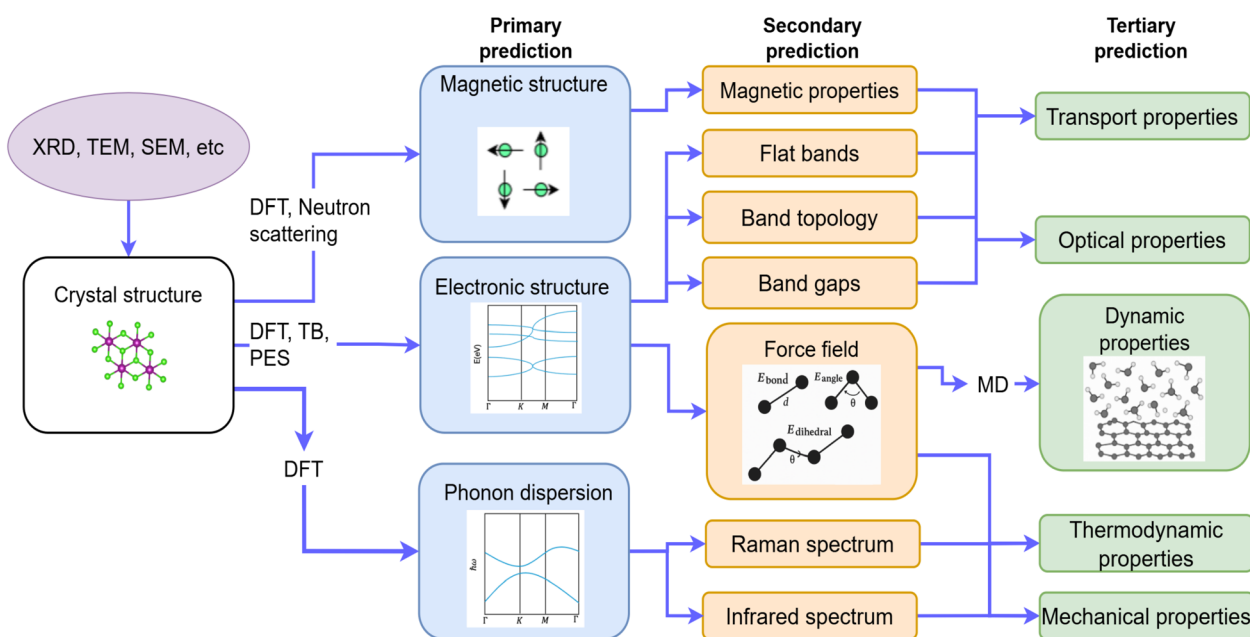 Primary
prediction
Secondary
prediction
Tertiary
prediction
XRD, TEM, SEM, etc
Crystal structure
DFT, Neutron
scattering
DFT, TB,
PES
DFT
Magnetic structure
Electronic structure
E(eV)
Γ K M Γ
Phonon dispersion
ħω
Γ K M Γ
Magnetic properties
Flat bands
Band topology
Band gaps
Force field
Ebond
d
Eangle
θ
Edihedral
θ
Raman spectrum
Infrared spectrum
MD
Transport properties
Optical properties
Dynamic
properties
Thermodynamic
properties
Mechanical properties